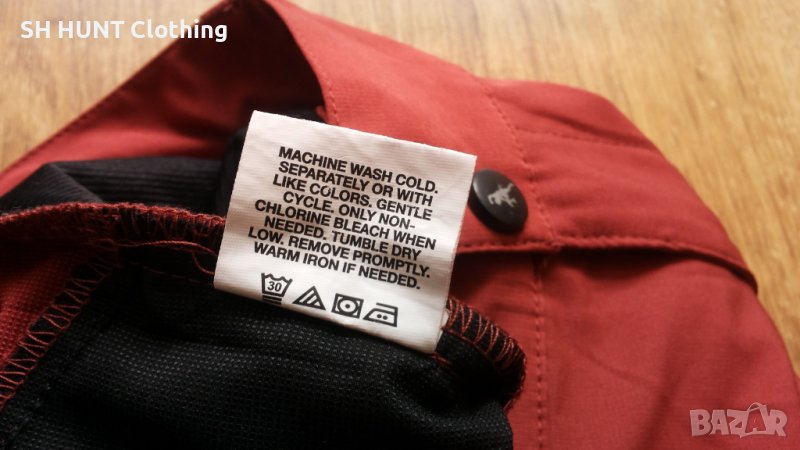 SH HUNT Clothing
MACHINE WASH COLD.
SEPARATELY OR WITH
LIKE COLORS. GENTLE
CYCLE. ONLY NON-
CHLORINE BLEACH WHEN
NEEDED. TUMBLE DRY
LOW. REMOVE PROMPTLY.
WARM IRON IF NEEDED.
30
BAZAR